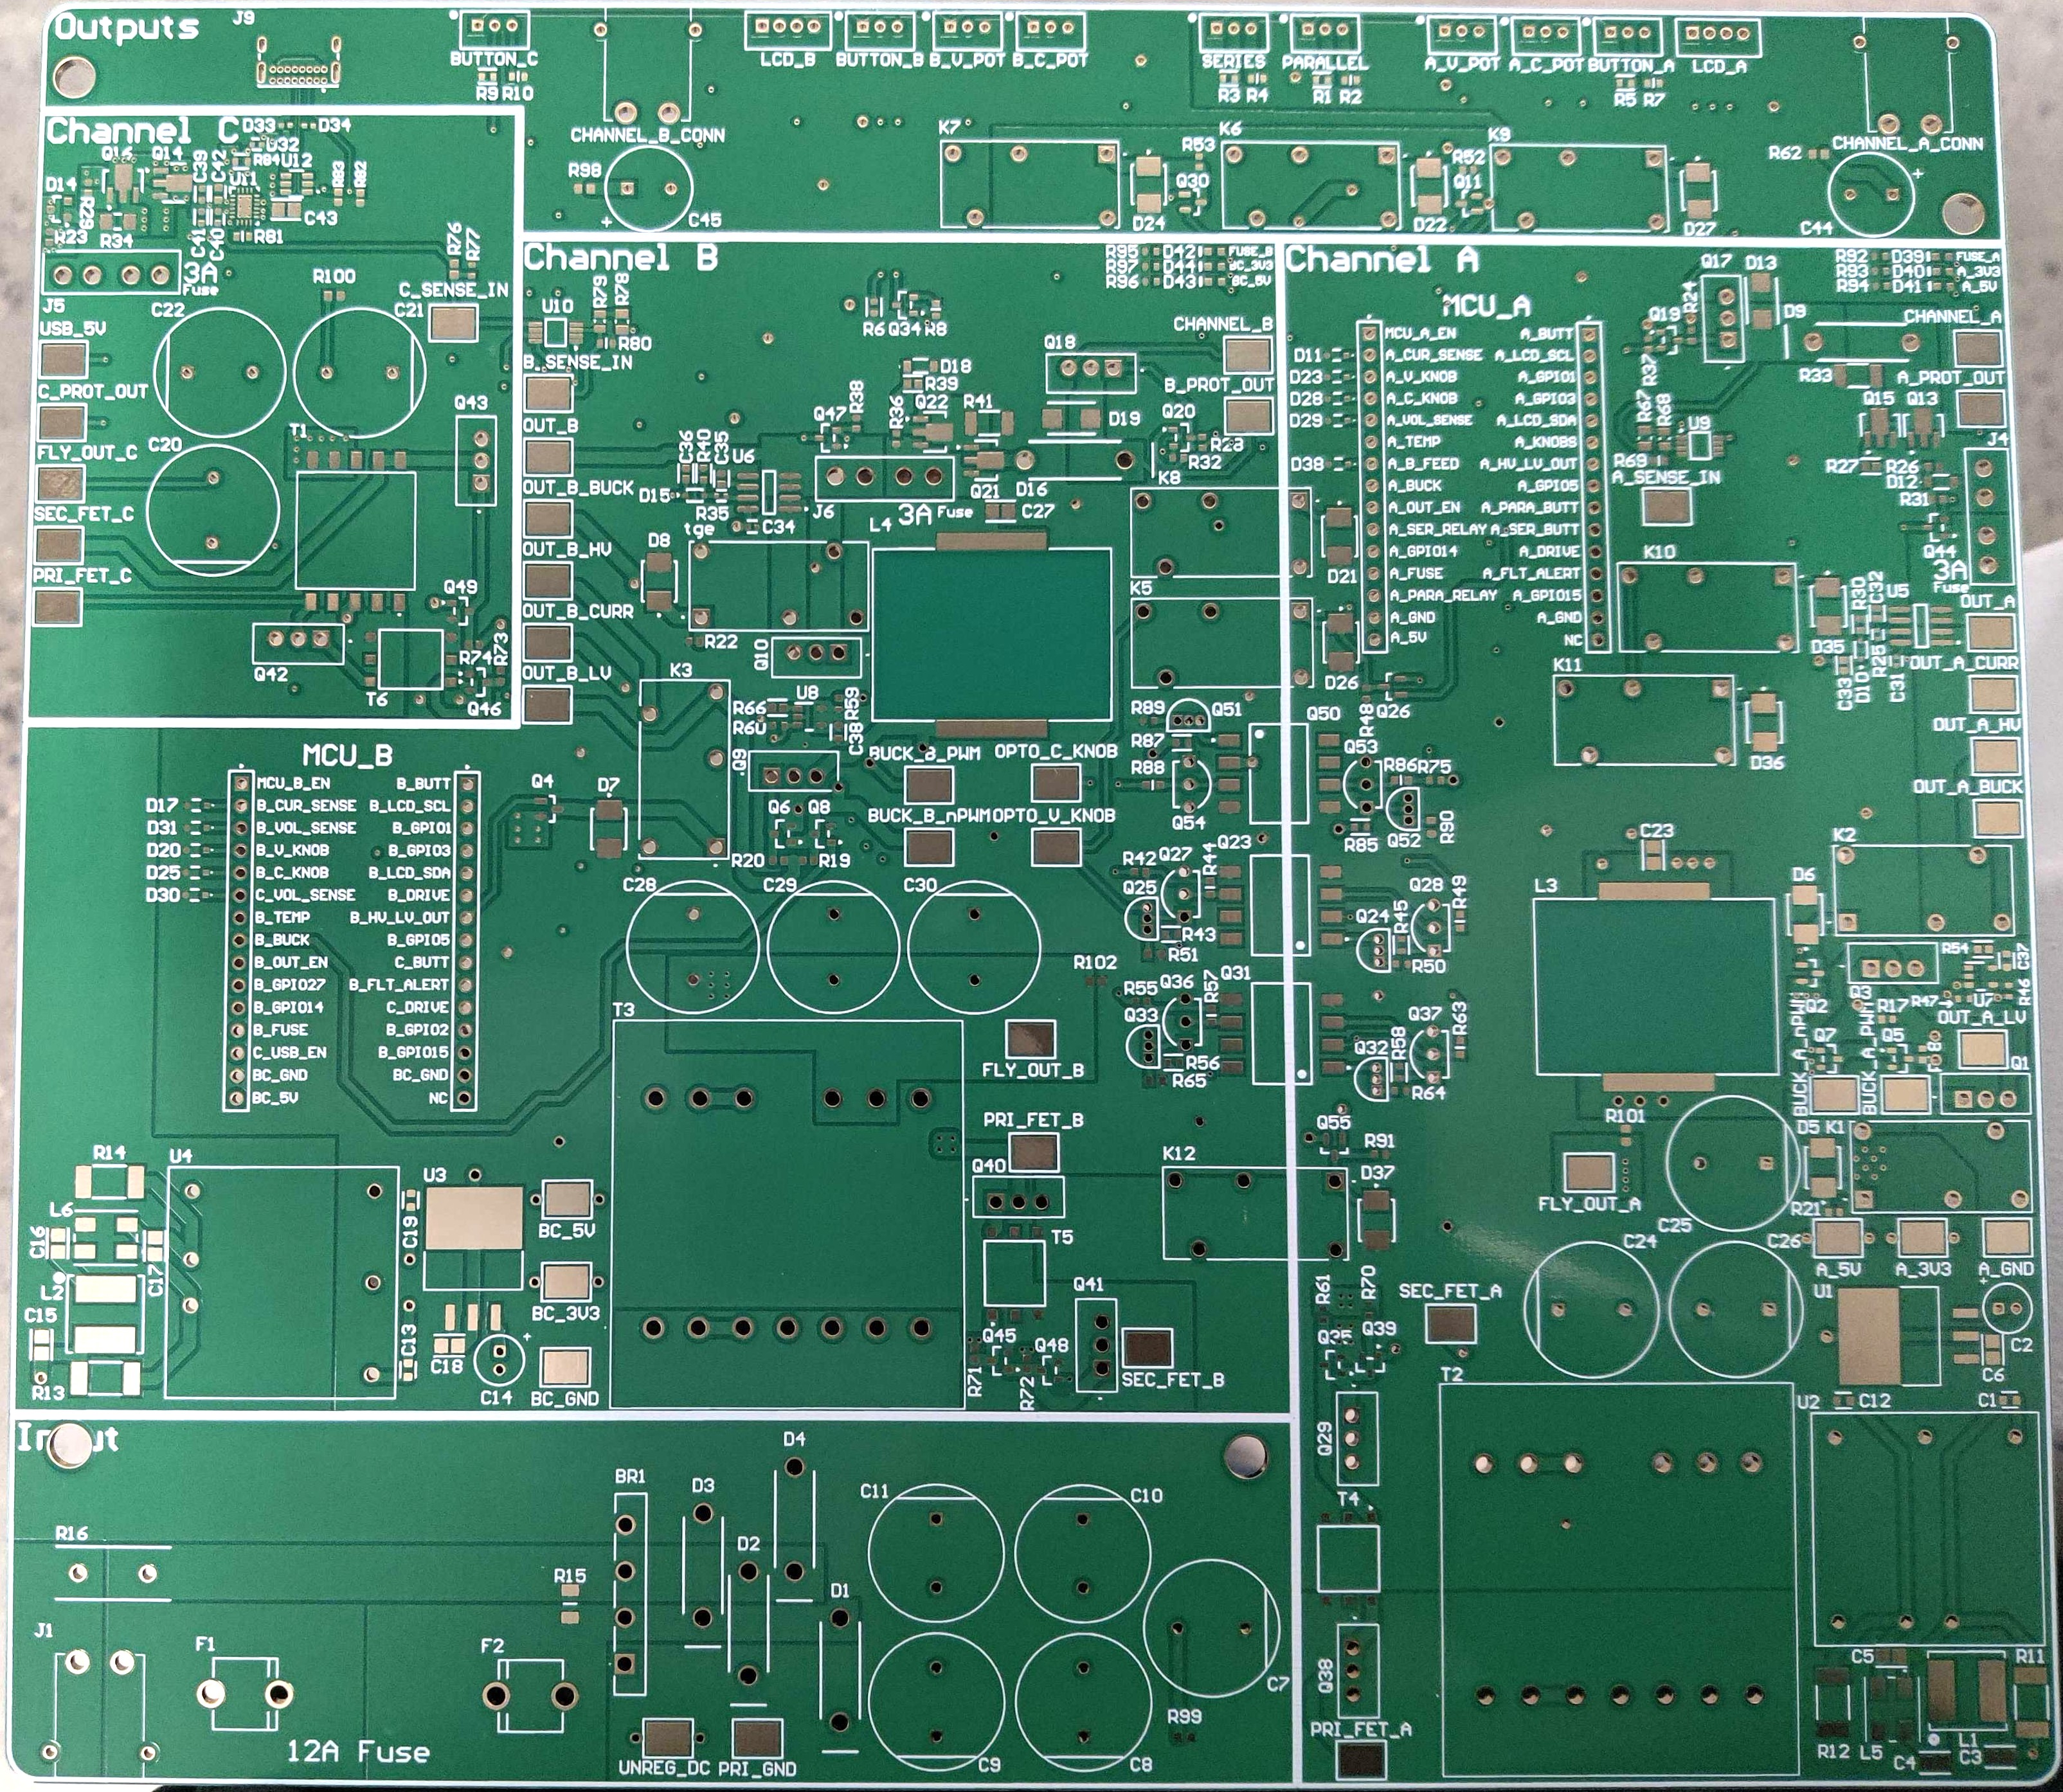 Outputs
J9
BUTTON_C
R9 R10
CHANNEL_B_CONN
R98
C45
LCD_B
BUTTON_B
B_V_POT
B_C_POT
SERIES
R3 R4
PARALLEL
R1 R2
A_V_POT
A_C_POT
BUTTON_A
R5 R7
LCD_A
K7
D24
R53
Q30
K6
D22
R52
Q11
K9
D27
R62
CHANNEL_A_CONN
C44
Channel C
D33 D34
U32
R84 U12
Q16 Q14
C39
C42
U11
R83
R82
D14
R29
R23
R34
C41
C40
R81
C43
R76
R77
3A
Fuse
J5
R100
C22
C21
C_SENSE_IN
USB_5V
C_PROT_OUT
FLY_OUT_C
SEC_FET_C
PRI_FET_C
C20
T1
Q43
Q49
Q42
T6
R74
R73
Q46
Channel B
U10
R79
R78
R80
B_SENSE_IN
OUT_B
OUT_B_BUCK
OUT_B_HV
OUT_B_CURR
OUT_B_LV
R6 Q34 R8
R95 D42 FUSE_B
R97 D44 BC_3V3
R96 D43 BC_5V
CHANNEL_B
B_PROT_OUT
Q18
D18
R39
Q22
R36
R38
Q47
R41
D19
Q20
R28
R32
C36
R40
C35
U6
D15
R35
tge
C34
J6
3A Fuse
Q21
D16
C27
K8
D8
L4
K5
D21
D26
R22
Q10
K3
U8
R66
R60
R59
C38
Q9
Q6 Q8
R20
R19
Q4
D7
BUCK_B_PWM
OPTO_C_KNOB
BUCK_B_nPWM
OPTO_V_KNOB
R89
Q51
R87
R88
Q54
Q50
MCU_B
MCU_B_EN B_BUTT
D17 B_CUR_SENSE B_LCD_SCL
D31 B_VOL_SENSE B_GPIO1
D20 B_V_KNOB B_GPIO3
D25 B_C_KNOB B_LCD_SDA
D30 C_VOL_SENSE B_DRIVE
B_TEMP B_HV_LV_OUT
B_BUCK B_GPIO5
B_OUT_EN C_BUTT
B_GPIO27 B_FLT_ALERT
B_GPIO14 C_DRIVE
B_FUSE B_GPIO2
C_USB_EN B_GPIO15
BC_GND BC_GND
BC_5V NC
C28
C29
C30
T3
R102
FLY_OUT_B
PRI_FET_B
R42
Q27
R44
Q23
Q25
R43
R51
R55
Q36
R57
Q31
Q33
R56
R65
Q40
T5
K12
D37
Q41
Q45
Q48
R71
R72
SEC_FET_B
R14
L6
C16
C17
L2
C15
R13
U4
C19
C13
U3
C18
C14
BC_5V
BC_3V3
BC_GND
Channel A
MCU_A
MCU_A_EN A_BUTT
D11 A_CUR_SENSE A_LCD_SCL
D23 A_V_KNOB A_GPIO1
D28 A_C_KNOB A_GPIO3
D29 A_VOL_SENSE A_LCD_SDA
A_TEMP A_KNOBS
D38 A_B_FEED A_HV_LV_OUT
A_BUCK A_GPIO5
A_OUT_EN A_PARA_BUTT
A_SER_RELAY A_SER_BUTT
A_GPIO14 A_DRIVE
A_FUSE A_FLT_ALERT
A_PARA_RELAY A_GPIO15
A_GND A_GND
A_5V NC
Q17
D13
R92 D39 FUSE_A
R93 D40 A_3V3
R94 D41 A_5V
R24
Q19
R37
D9
CHANNEL_A
R33
A_PROT_OUT
R67
R68
U9
R69
A_SENSE_IN
Q15 Q13
J4
R27
R26
D12
R31
Q44
3A
Fuse
K10
D35
R30
C32
U5
OUT_A
OUT_A_CURR
OUT_A_HV
OUT_A_BUCK
C33
D10
R25
C31
K11
D36
R48
Q26
Q53
R86 R75
R85
Q52
R90
Q28
R49
Q24
R45
R50
Q37
R63
Q32
R58
R64
C23
L3
D6
K2
R54
C37
Q3
Q2
R17
R47
U7
R46
OUT_A_LV
Q7
Q5
Q1
BUCK_A_nPWM
BUCK_A_PWM
R101
FLY_OUT_A
C25
D5 K1
R21
A_5V
A_3V3
A_GND
Q55
R91
R61
R70
Q35
Q39
SEC_FET_A
C24
C26
U1
C2
C6
C12
C1
U2
T2
Q29
T4
Q38
PRI_FET_A
C5
R11
R12
L5
L1
C4
C3
Input
R16
J1
F1
F2
12A Fuse
R15
BR1
D3
D4
D2
D1
UNREG_DC
PRI_GND
C11
C10
C9
C8
C7
R99